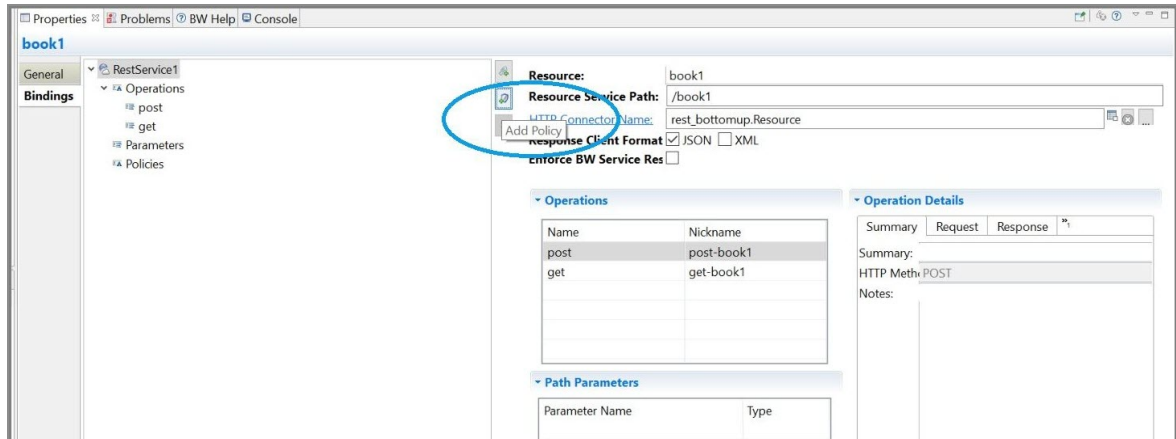 Properties Problems BW Help Console
book1
General
Bindings
RestService1
Operations
post
get
Parameters
Policies
Add Policy
Resource: book1
Resource Service Path: /book1
HTTP Connector Name: rest_bottomup.Resource
Response Client Format JSON XML
Enforce BW Service Res
Operations
Name Nickname
post post-book1
get get-book1
Path Parameters
Parameter Name Type
Operation Details
Summary Request Response »1
Summary:
HTTP Meth POST
Notes: